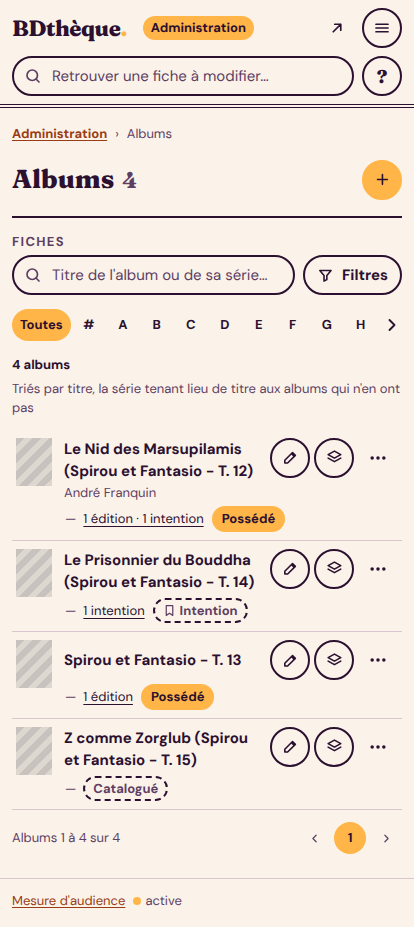 BDthèque. Administration
Retrouver une fiche à modifier… ?
Administration › Albums
Albums 4 +
FICHES
Titre de l'album ou de sa série… Filtres
Toutes # A B C D E F G H
4 albums
Triés par titre, la série tenant lieu de titre aux albums qui n'en ont
pas
Le Nid des Marsupilamis
(Spirou et Fantasio - T. 12)
André Franquin
— 1 édition · 1 intention Possédé
Le Prisonnier du Bouddha
(Spirou et Fantasio - T. 14)
— 1 intention Intention
Spirou et Fantasio - T. 13
— 1 édition Possédé
Z comme Zorglub (Spirou
et Fantasio - T. 15)
— Catalogué
Albums 1 à 4 sur 4 ‹ 1 ›
Mesure d'audience active